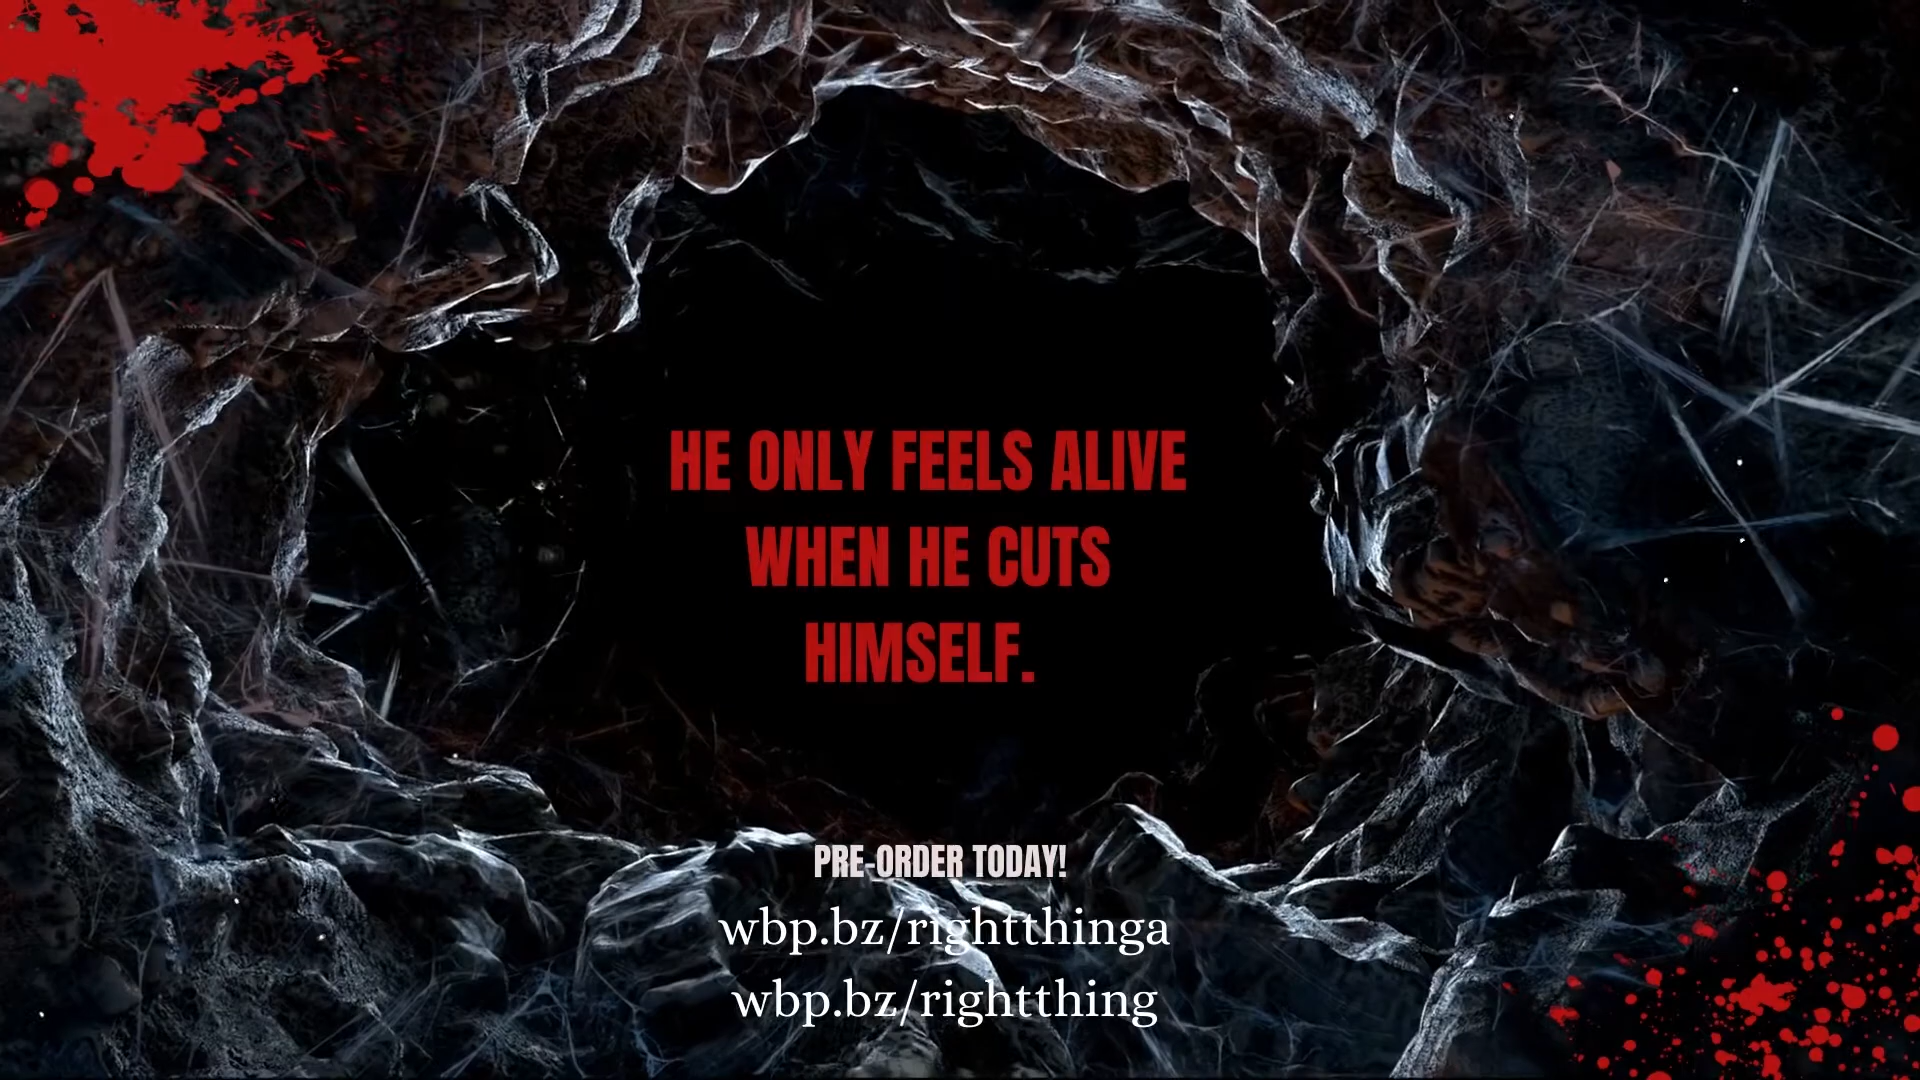 HE ONLY FEELS ALIVE
WHEN HE CUTS
HIMSELF.
PRE-ORDER TODAY!
wbp.bz/rightthinga
wbp.bz/rightthing